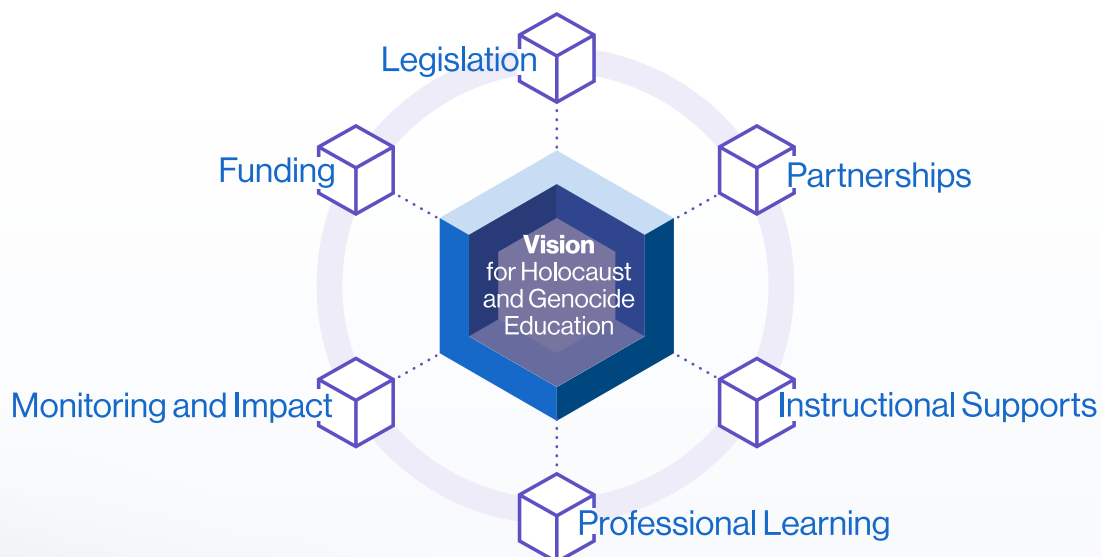 Legislation
Funding
Partnerships
Vision
for Holocaust
and Genocide
Education
Monitoring and Impact
Instructional Supports
Professional Learning